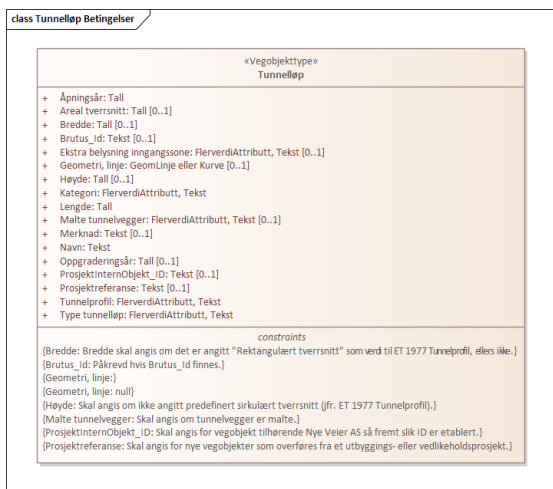 class Tunnelløp Betingelser
«Vegobjekttype»
Tunnelløp
+ Åpningsår: Tall
+ Areal tverrsnitt: Tall [0..1]
+ Bredde: Tall [0..1]
+ Brutus_Id: Tekst [0..1]
+ Ekstra belysning inngangssone: FlerverdiAttributt, Tekst [0..1]
+ Geometri, linje: GeomLinje eller Kurve [0..1]
+ Høyde: Tall [0..1]
+ Kategori: FlerverdiAttributt, Tekst
+ Lengde: Tall
+ Malte tunnelvegger: FlerverdiAttributt, Tekst [0..1]
+ Merknad: Tekst [0..1]
+ Navn: Tekst
+ Oppgraderingsår: Tall [0..1]
+ ProsjektInternObjekt_ID: Tekst [0..1]
+ Prosjektreferanse: Tekst [0..1]
+ Tunnelprofil: FlerverdiAttributt, Tekst
+ Type tunnelløp: FlerverdiAttributt, Tekst
constraints
{Bredde: Bredde skal angis om det er angitt "Rektangulært tverrsnitt" som verdi til ET 1977 Tunnelprofil, ellers ikke.}
{Brutus_Id: Påkrevd hvis Brutus_Id finnes.}
{Geometri, linje:}
{Geometri, linje: null}
{Høyde: Skal angis om ikke angitt predefinert sirkulært tverrsnitt (jfr. ET 1977 Tunnelprofil).}
{Malte tunnelvegger: Skal angis om tunnelvegger er malte.}
{ProsjektInternObjekt_ID: Skal angis for vegobjekt tilhørende Nye Veier AS så fremt slik ID er etablert.}
{Prosjektreferanse: Skal angis for nye vegobjekter som overføres fra et utbyggings- eller vedlikeholdsprosjekt.}